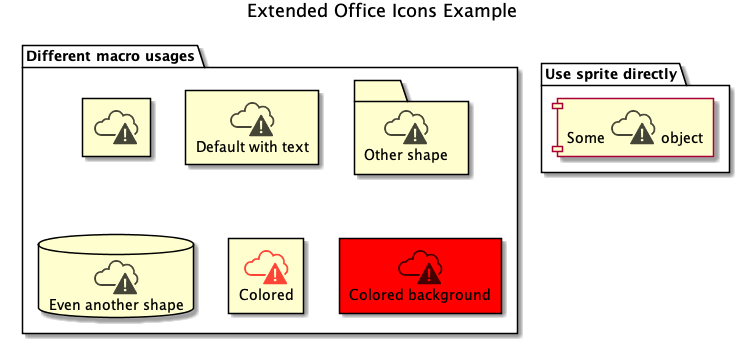 Extended Office Icons Example
Different macro usages
Use sprite directly
Default with text
Other shape
Some object
Even another shape
Colored
Colored background